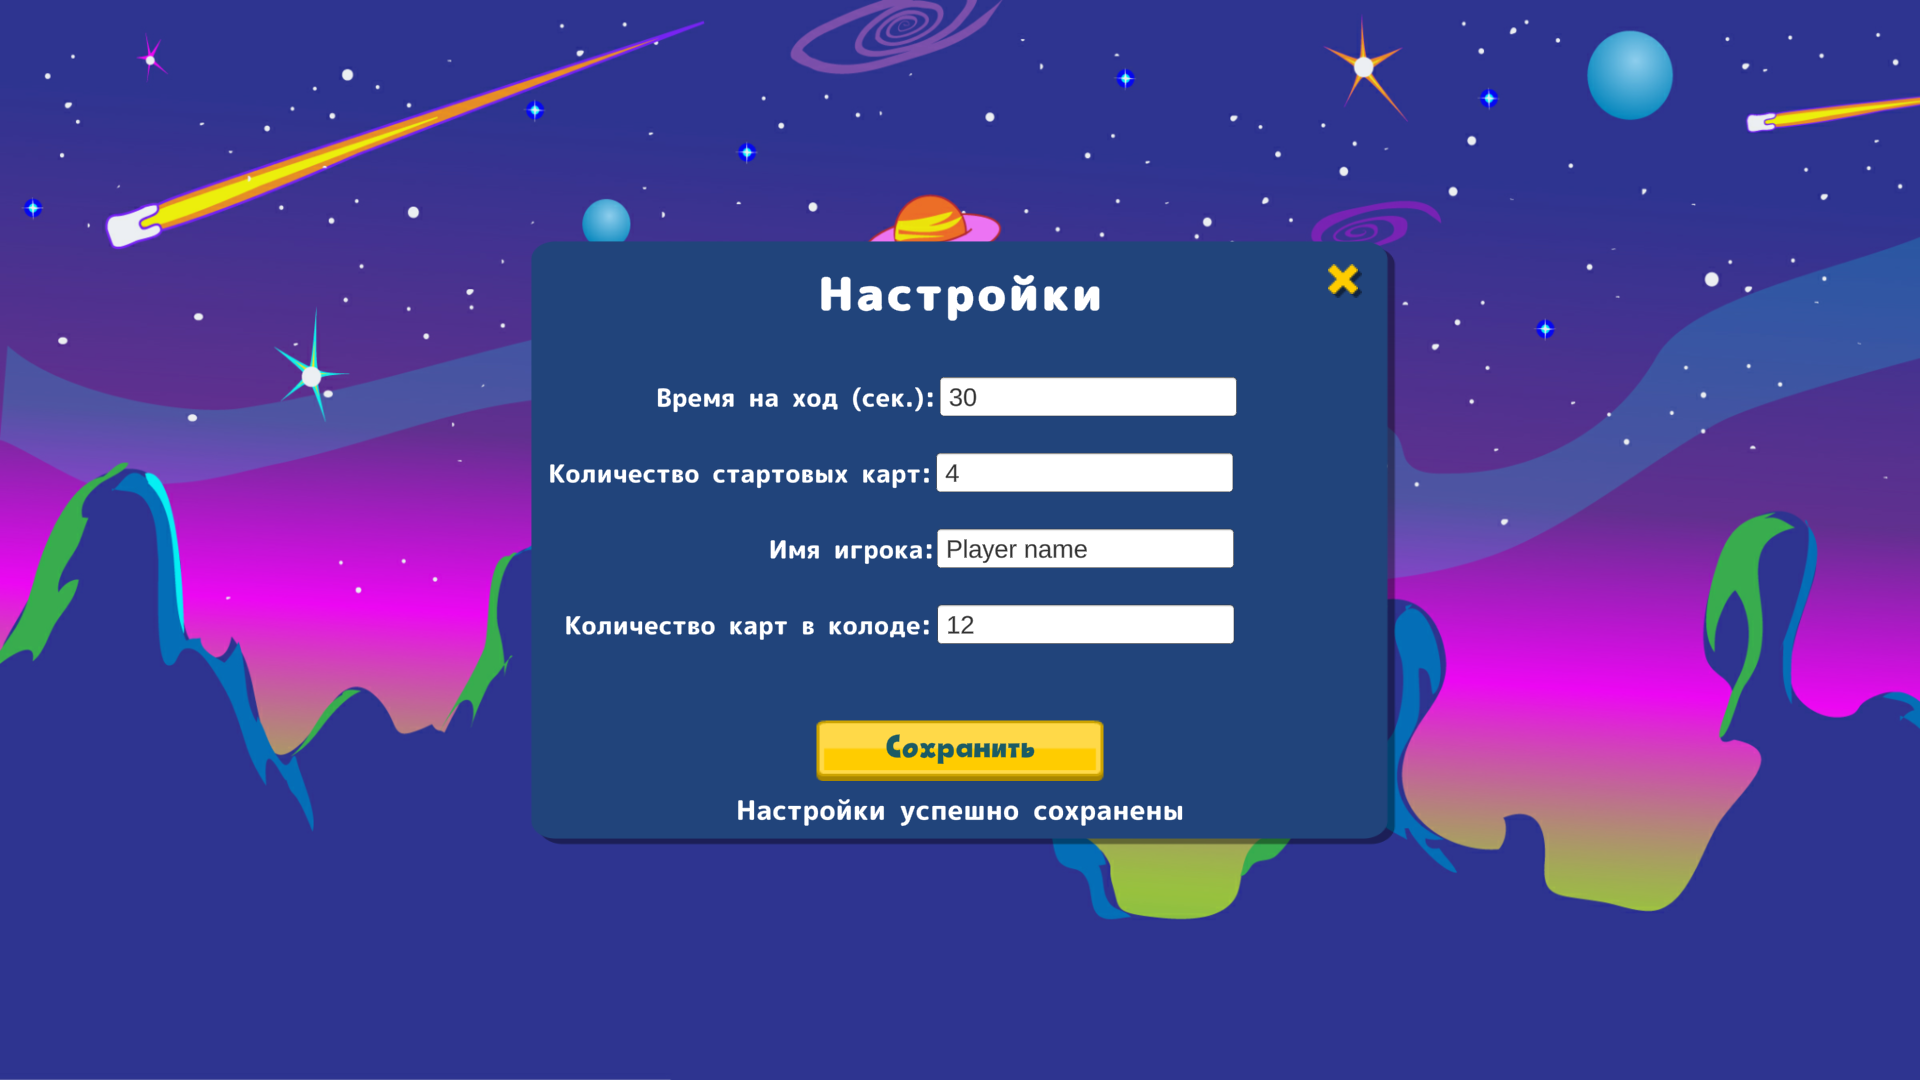 Настройки
Время на ход (сек.): 30
Количество стартовых карт: 4
Имя игрока: Player name
Количество карт в колоде: 12
Сохранить
Настройки успешно сохранены